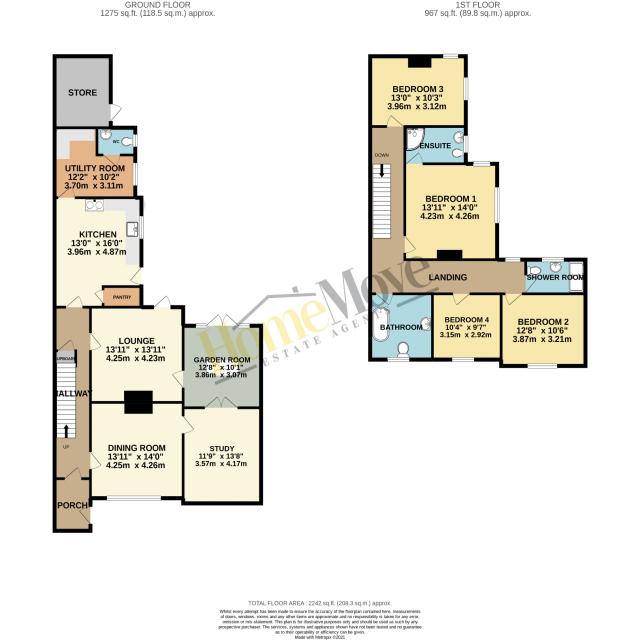 GROUND FLOOR
1275 sq.ft. (118.5 sq.m.) approx.
1ST FLOOR
967 sq.ft. (89.8 sq.m.) approx.
STORE
WC
UTILITY ROOM
12'2" x 10'2"
3.70m x 3.11m
KITCHEN
13'0" x 16'0"
3.96m x 4.87m
PANTRY
LOUNGE
13'11" x 13'11"
4.25m x 4.23m
GARDEN ROOM
12'8" x 10'1"
3.86m x 3.07m
CUPBOARD
HALLWAY
UP
DINING ROOM
13'11" x 14'0"
4.25m x 4.26m
STUDY
11'9" x 13'8"
3.57m x 4.17m
PORCH
BEDROOM 3
13'0" x 10'3"
3.96m x 3.12m
DOWN
ENSUITE
BEDROOM 1
13'11" x 14'0"
4.23m x 4.26m
LANDING
SHOWER ROOM
BATHROOM
BEDROOM 4
10'4" x 9'7"
3.15m x 2.92m
BEDROOM 2
12'8" x 10'6"
3.87m x 3.21m
HomeMove
ESTATE AGENTS
TOTAL FLOOR AREA : 2242 sq.ft. (208.3 sq.m.) approx.
Whilst every attempt has been made to ensure the accuracy of the floorplan contained here, measurements
of doors, windows, rooms and any other items are approximate and no responsibility is taken for any error,
omission or mis-statement. This plan is for illustrative purposes only and should be used as such by any
prospective purchaser. The services, systems and appliances shown have not been tested and no guarantee
as to their operability or efficiency can be given.
Made with Metropix ©2021